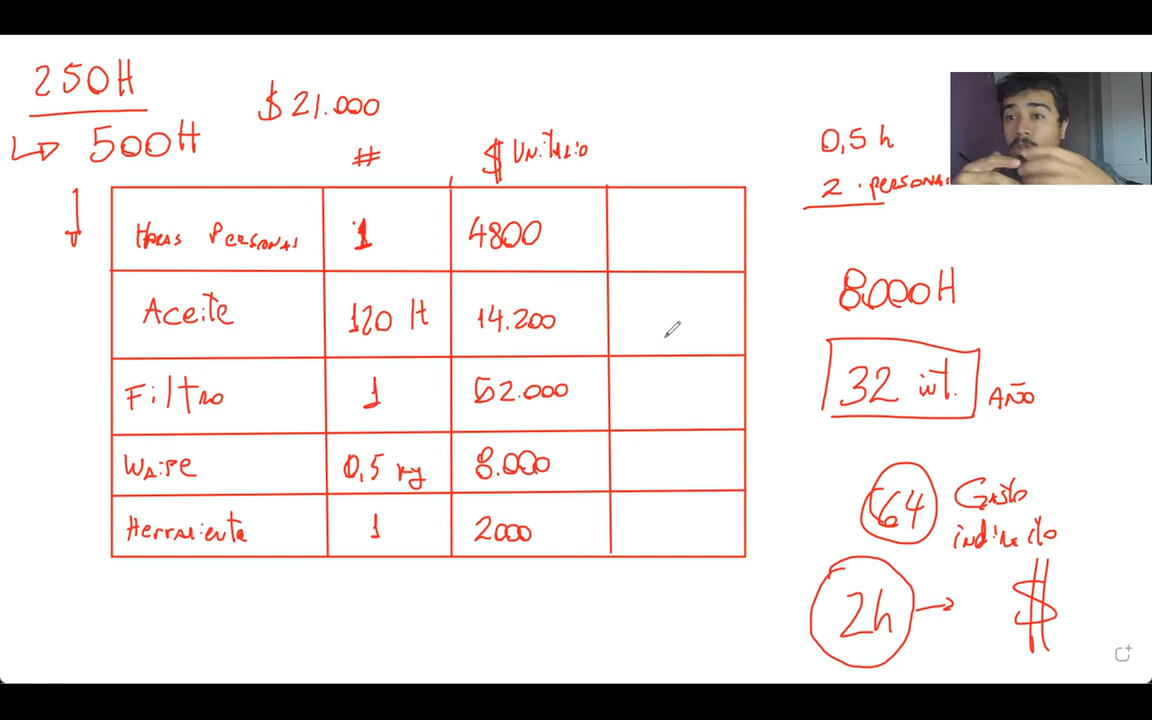 250H
500H
$21.000
# $ Unitario
Horas Personas 1 4800
Aceite 120 lt 14.200
Filtro 1 52.000
Waipe 0,5 kg 8.000
Herramienta 1 2000
0,5 h
2 · personas
8.000H
32 int. AÑO
64 Gasto
indirecto
2h → $